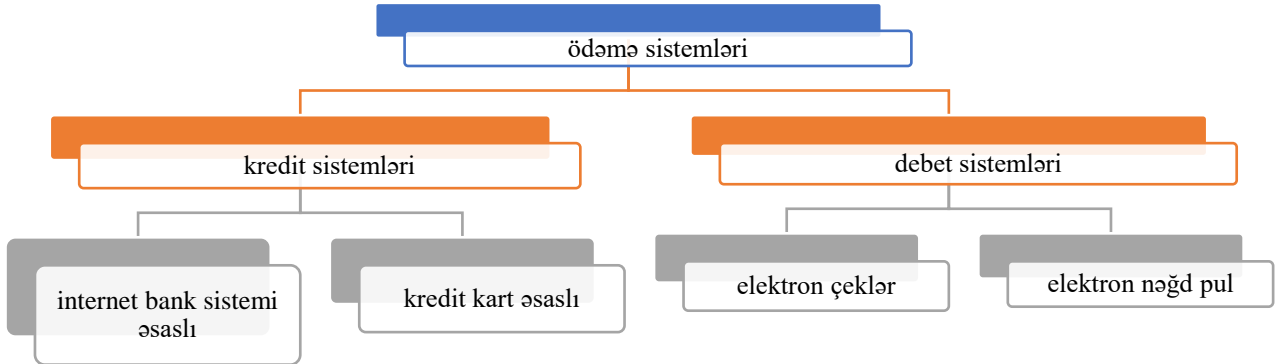 ödəmə sistemləri
kredit sistemləri
debet sistemləri
internet bank sistemi
əsaslı
kredit kart əsaslı
elektron çeklər
elektron nəğd pul